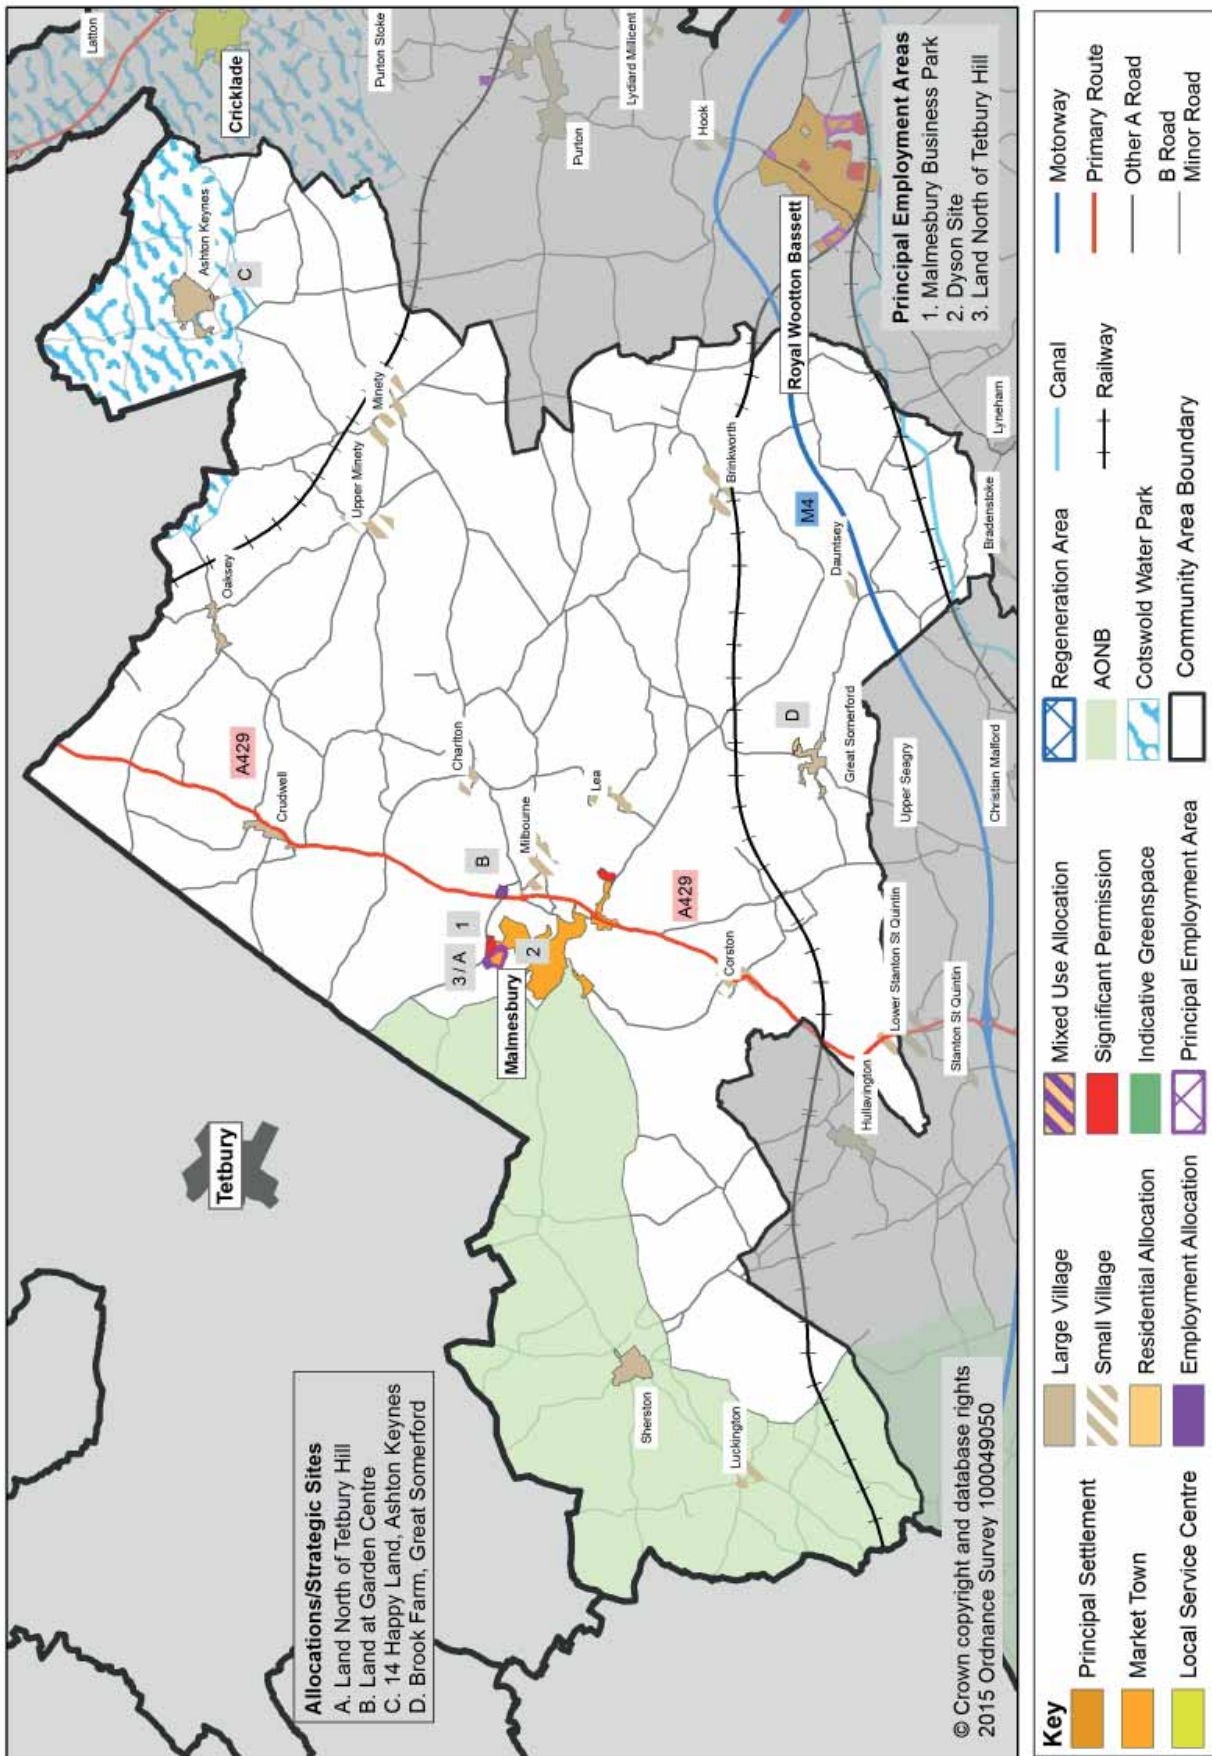 Latton
Cricklade
Purton Stoke
Lydiard Millicent
Purton
Hook
Ashton Keynes
C
Royal Wootton Bassett
Principal Employment Areas
1. Malmesbury Business Park
2. Dyson Site
3. Land North of Tetbury Hill
Minety
Upper Minety
Oaksey
Brinkworth
M4
Dauntsey
Lyneham
Bradenstoke
A429
Crudwell
Charlton
Milbourne
Lea
D
Great Somerford
Upper Seagry
Christian Malford
B
1
3 / A
2
Malmesbury
A429
Corston
Lower Stanton St Quintin
Stanton St Quintin
Hullavington
Tetbury
Sherston
Luckington
Allocations/Strategic Sites
A. Land North of Tetbury Hill
B. Land at Garden Centre
C. 14 Happy Land, Ashton Keynes
D. Brook Farm, Great Somerford
© Crown copyright and database rights
2015 Ordnance Survey 100049050
Key
Principal Settlement
Market Town
Local Service Centre
Large Village
Small Village
Residential Allocation
Employment Allocation
Mixed Use Allocation
Significant Permission
Indicative Greenspace
Principal Employment Area
Regeneration Area
AONB
Cotswold Water Park
Community Area Boundary
Canal
Railway
Motorway
Primary Route
Other A Road
B Road
Minor Road